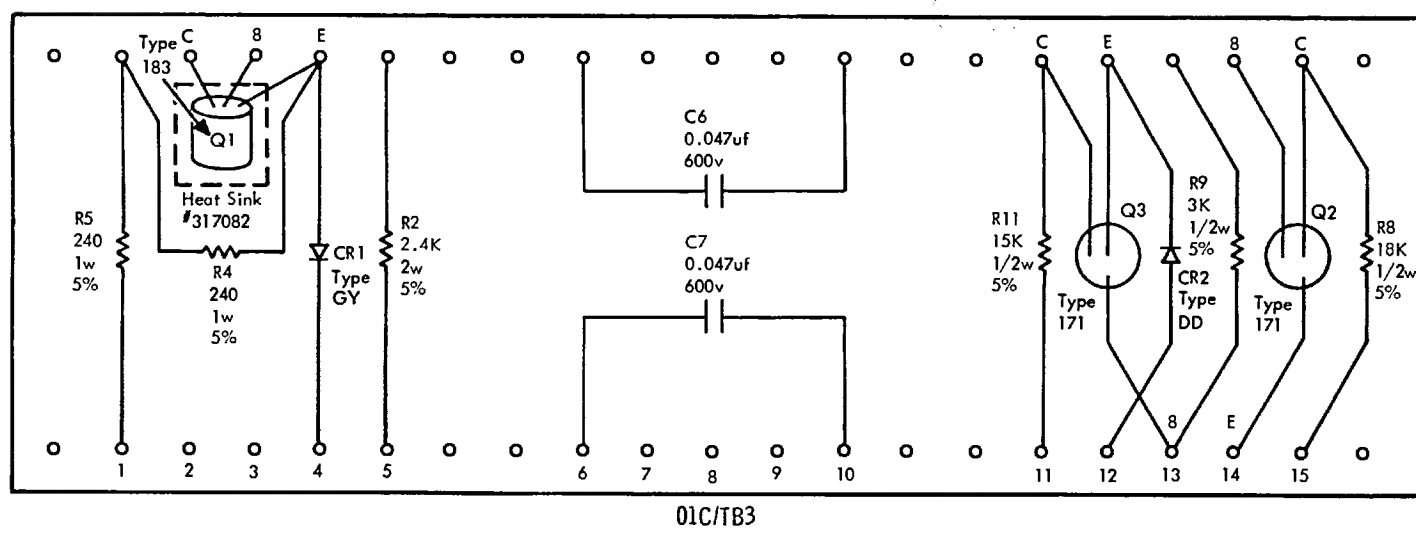 Type
183
C
8
E
C
E
8
C
Q1
Heat Sink
#317082
R5
240
1w
5%
R4
240
1w
5%
CR1
Type
GY
R2
2.4K
2w
5%
C6
0.047uf
600v
C7
0.047uf
600v
R11
15K
1/2w
5%
Q3
Type
171
R9
3K
1/2w
5%
CR2
Type
DD
Q2
Type
171
R8
18K
1/2w
5%
8
E
1
2
3
4
5
6
7
8
9
10
11
12
13
14
15
01C/TB3